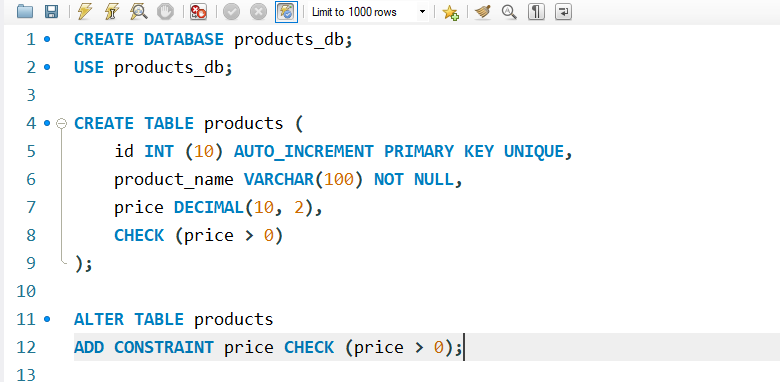 Limit to 1000 rows
1 CREATE DATABASE products_db;
2 USE products_db;
3
4 CREATE TABLE products (
5 id INT (10) AUTO_INCREMENT PRIMARY KEY UNIQUE,
6 product_name VARCHAR(100) NOT NULL,
7 price DECIMAL(10, 2),
8 CHECK (price > 0)
9 );
10
11 ALTER TABLE products
12 ADD CONSTRAINT price CHECK (price > 0);
13